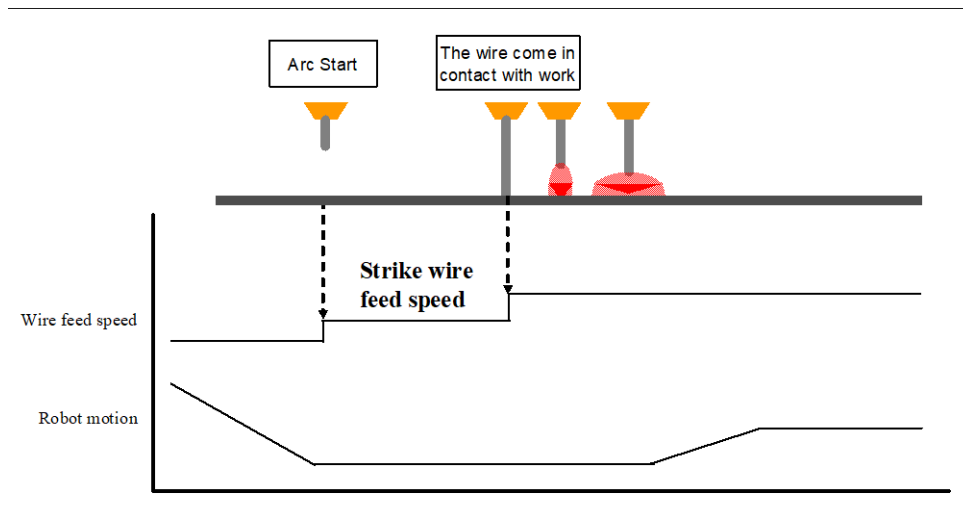 Arc Start
The wire come in
contact with work
Strike wire
feed speed
Wire feed speed
Robot motion